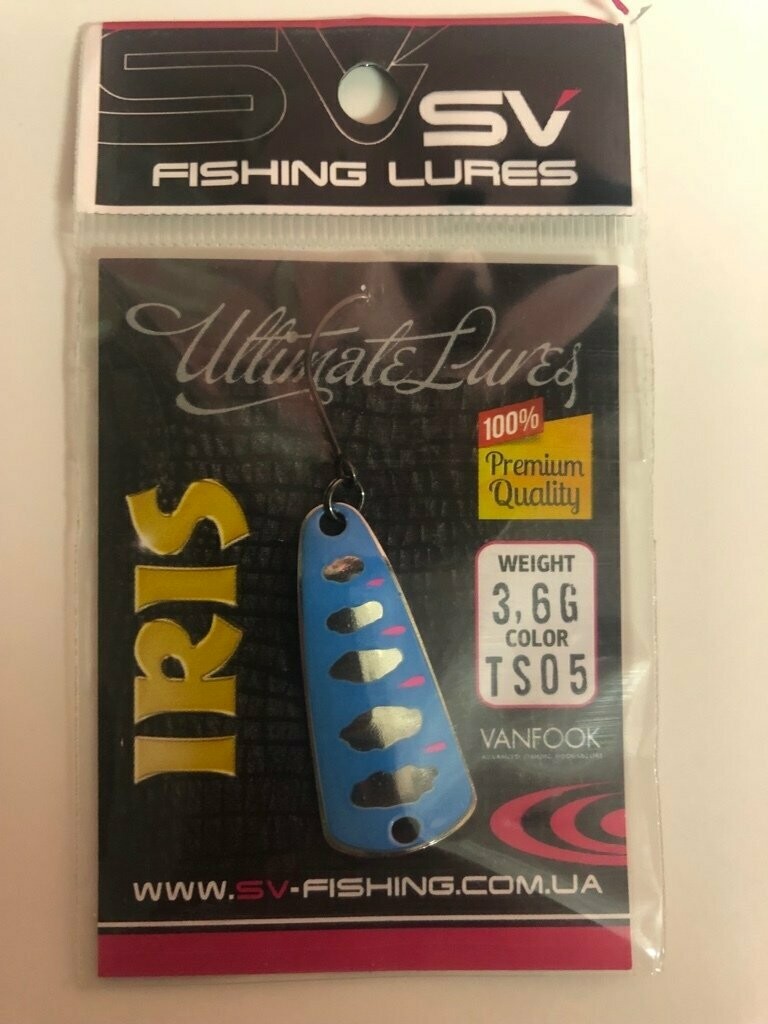 SV
SV
FISHING LURES
Ultimate Lures
100%
Premium
Quality
IRIS
WEIGHT
3,6G
COLOR
TS05
VANFOOK
WWW.SV-FISHING.COM.UA